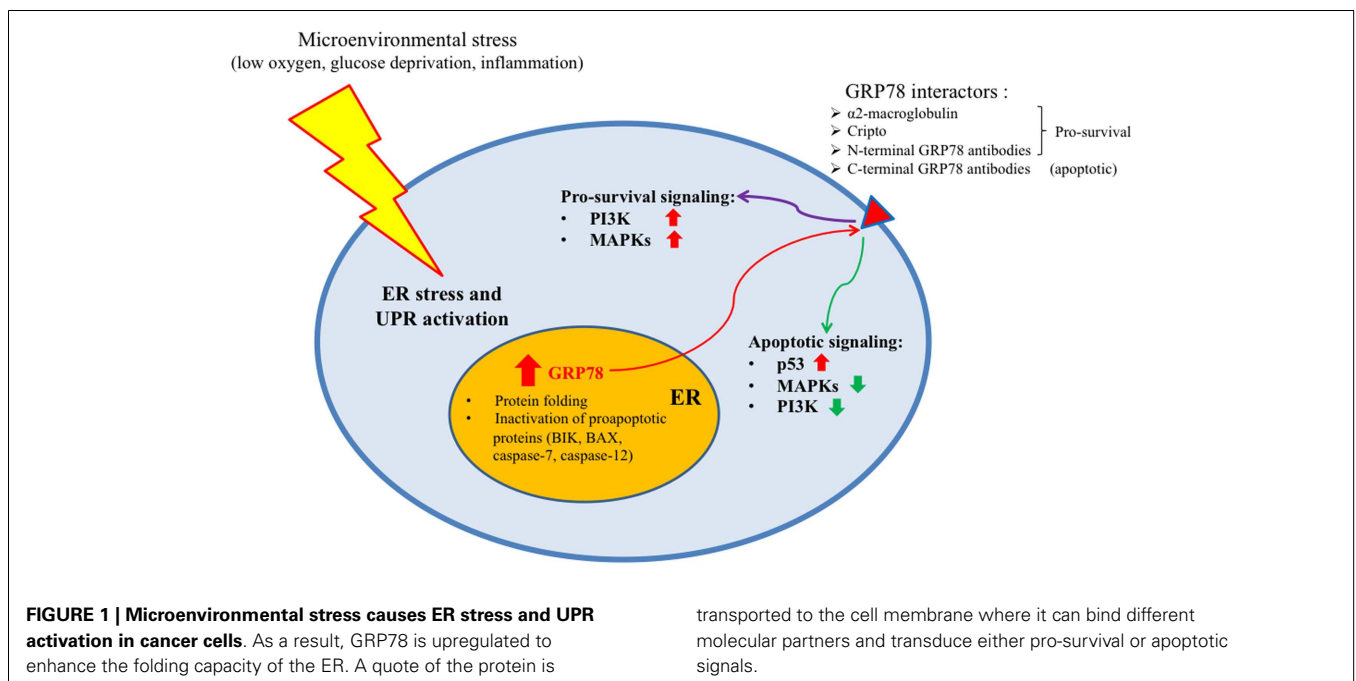 Microenvironmental stress
(low oxygen, glucose deprivation, inflammation)
GRP78 interactors :
➢ α2-macroglobulin
➢ Cripto
➢ N-terminal GRP78 antibodies
Pro-survival
➢ C-terminal GRP78 antibodies (apoptotic)
Pro-survival signaling:
• PI3K
• MAPKs
ER stress and
UPR activation
Apoptotic signaling:
• p53
• MAPKs
• PI3K
GRP78
ER
• Protein folding
• Inactivation of proapoptotic
proteins (BIK, BAX,
caspase-7, caspase-12)
FIGURE 1 | Microenvironmental stress causes ER stress and UPR
activation in cancer cells. As a result, GRP78 is upregulated to
enhance the folding capacity of the ER. A quote of the protein is
transported to the cell membrane where it can bind different
molecular partners and transduce either pro-survival or apoptotic
signals.